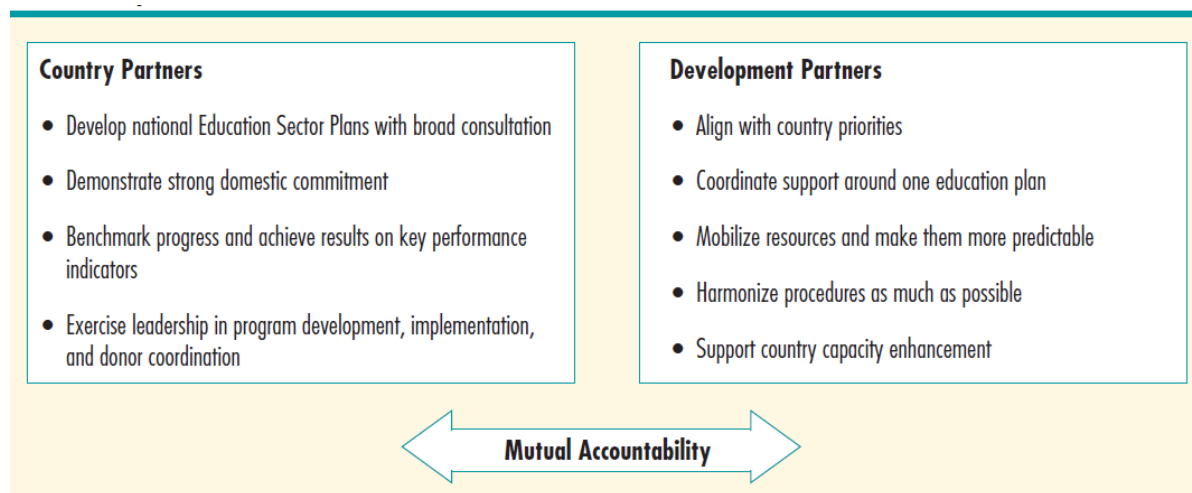 Country Partners
• Develop national Education Sector Plans with broad consultation
• Demonstrate strong domestic commitment
• Benchmark progress and achieve results on key performance
indicators
• Exercise leadership in program development, implementation,
and donor coordination
Development Partners
• Align with country priorities
• Coordinate support around one education plan
• Mobilize resources and make them more predictable
• Harmonize procedures as much as possible
• Support country capacity enhancement
Mutual Accountability